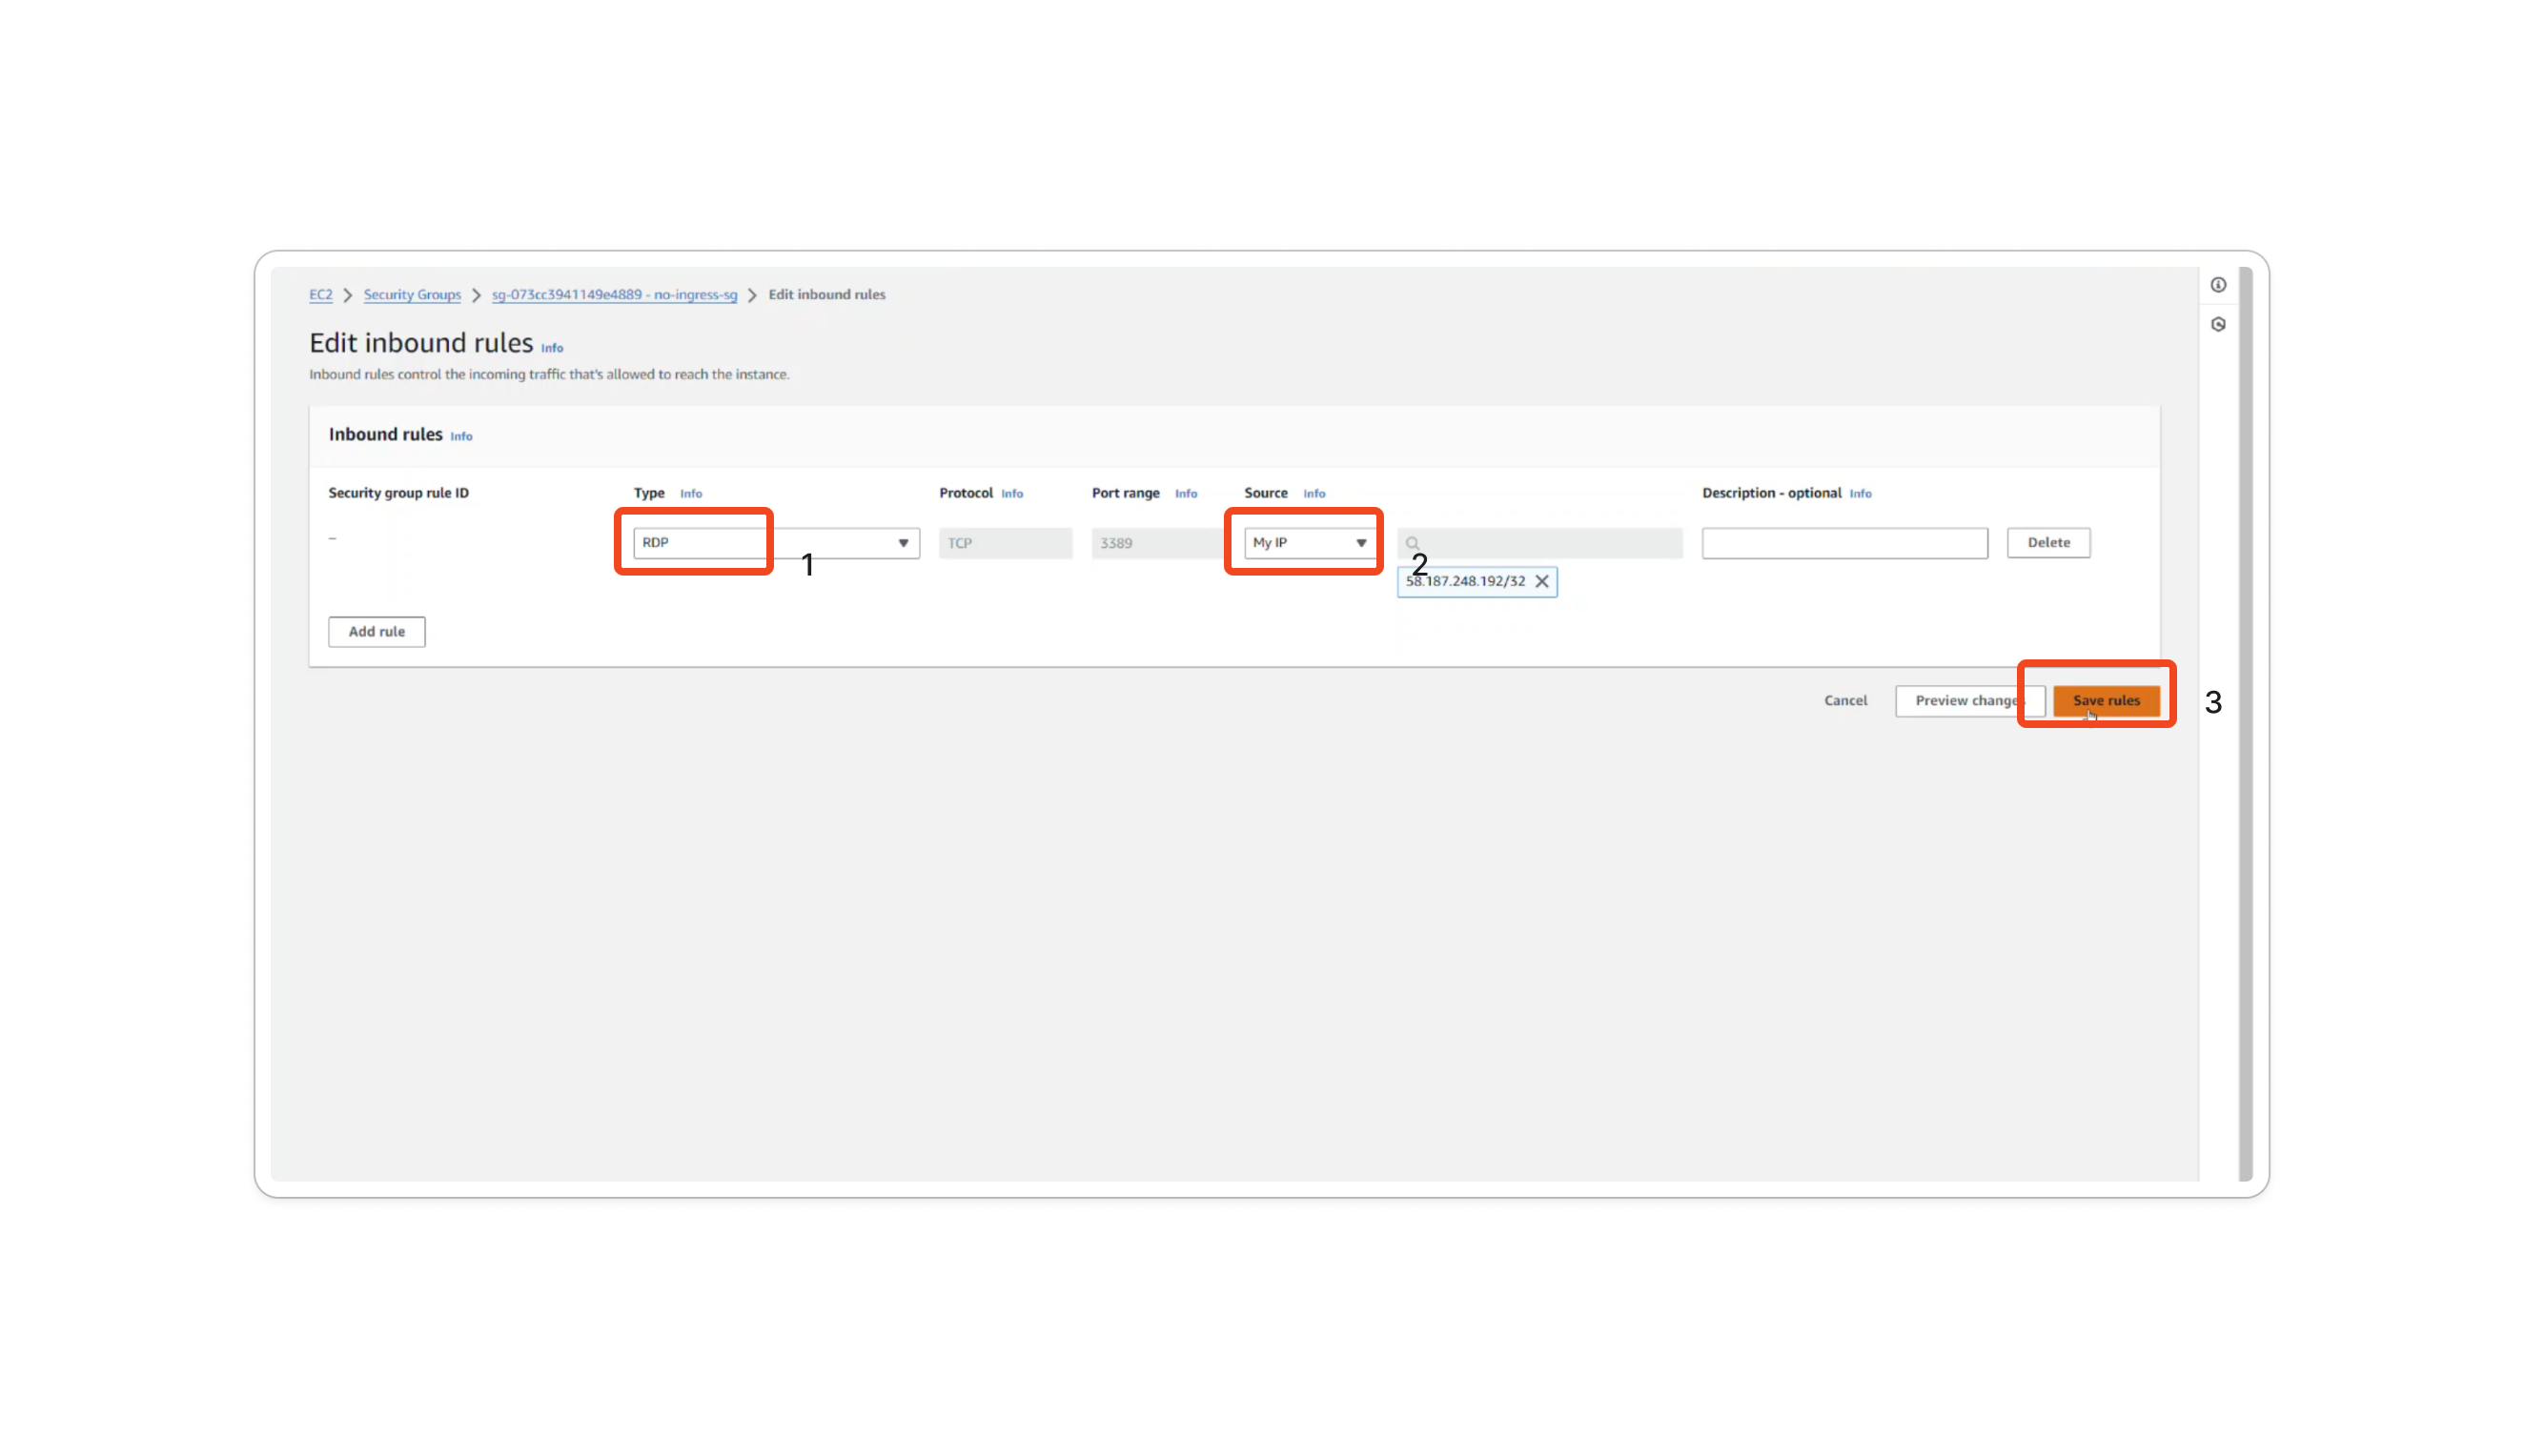 EC2 > Security Groups > sg-073cc3941149e4889 - no-ingress-sg > Edit inbound rules
Edit inbound rules Info
Inbound rules control the incoming traffic that's allowed to reach the instance.
Inbound rules Info
Security group rule ID Type Info Protocol Info Port range Info Source Info Description - optional Info
– RDP TCP 3389 My IP Delete
1 2
58.187.248.192/32
Add rule
Cancel Preview changes Save rules 3